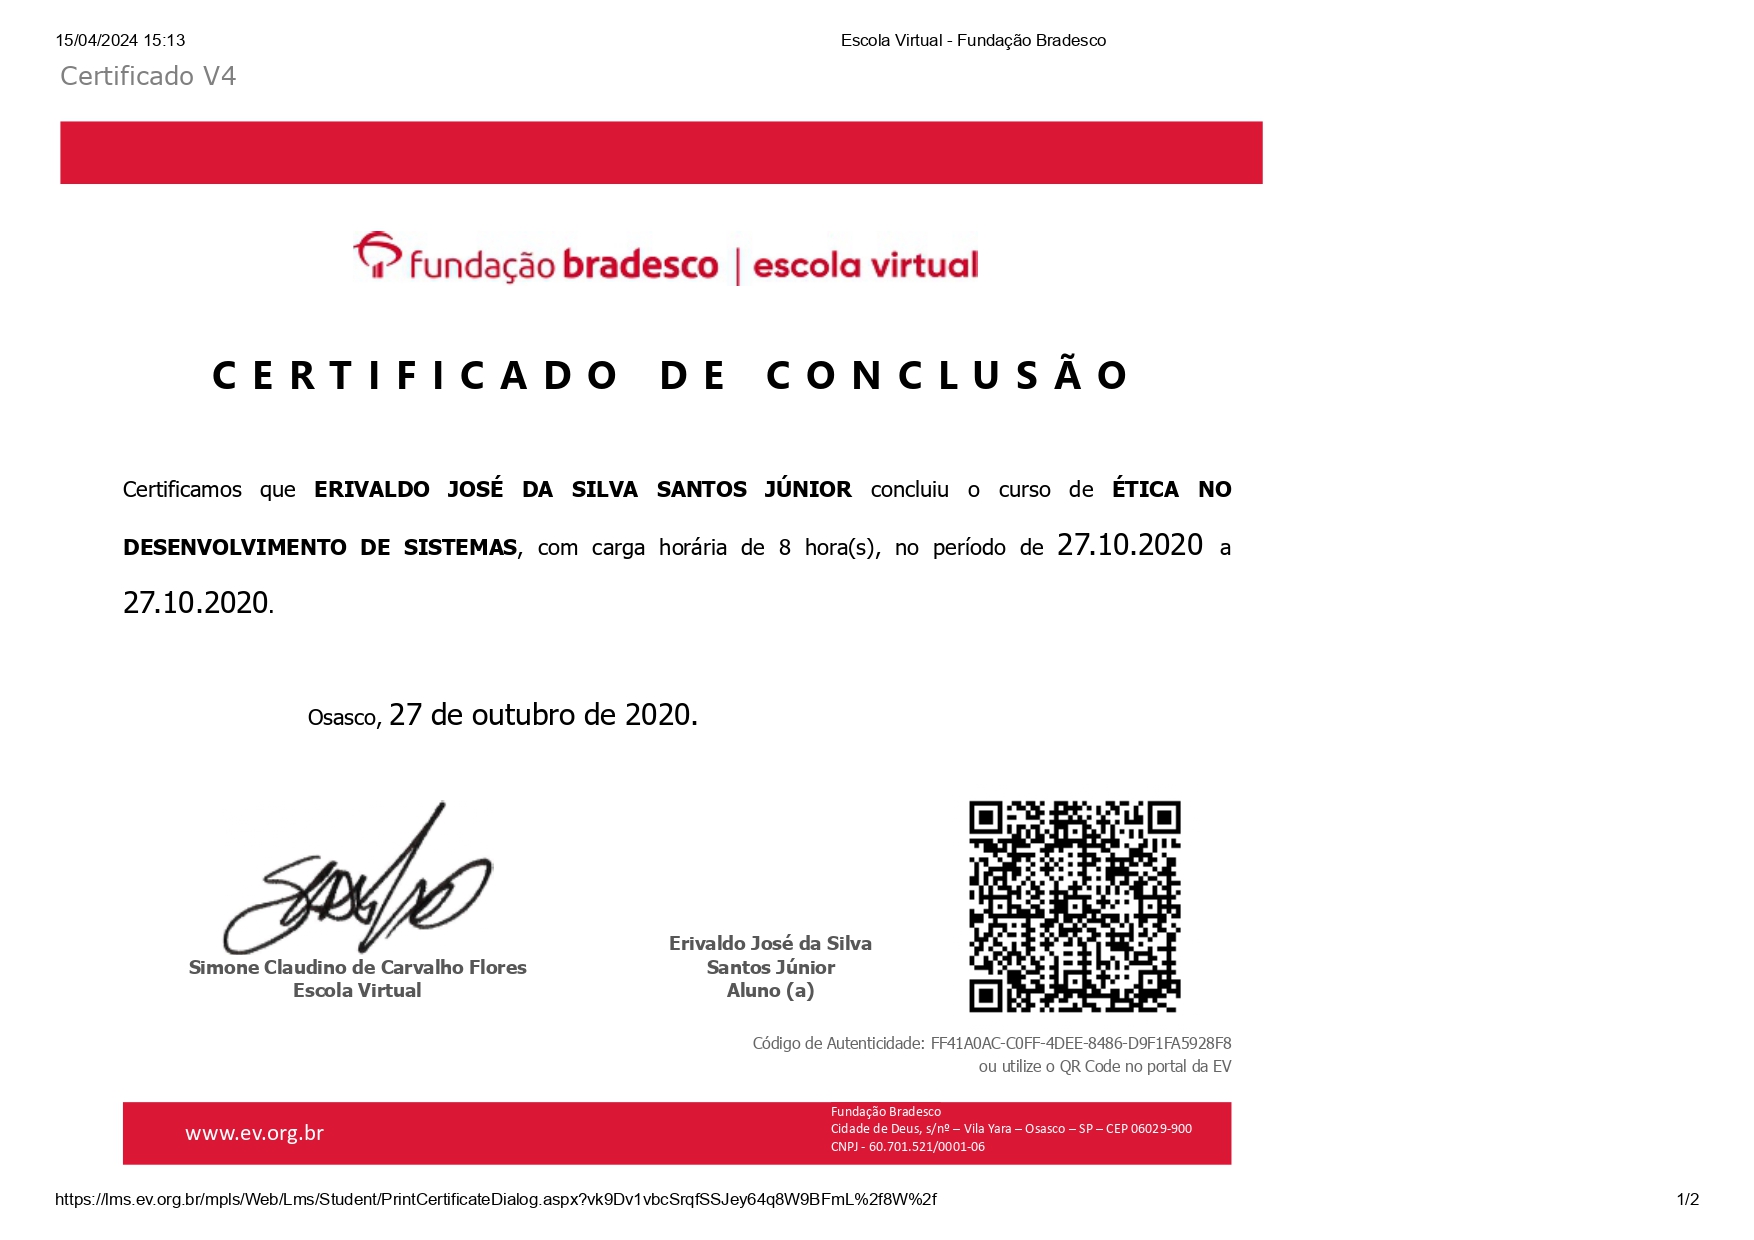 15/04/2024 15:13
Escola Virtual - Fundação Bradesco
Certificado V4
fundação bradesco | escola virtual
CERTIFICADO DE CONCLUSÃO
Certificamos que ERIVALDO JOSÉ DA SILVA SANTOS JÚNIOR concluiu o curso de ÉTICA NO
DESENVOLVIMENTO DE SISTEMAS, com carga horária de 8 hora(s), no período de 27.10.2020 a
27.10.2020.
Osasco, 27 de outubro de 2020.
Simone Claudino de Carvalho Flores
Escola Virtual
Erivaldo José da Silva
Santos Júnior
Aluno (a)
Código de Autenticidade: FF41A0AC-C0FF-4DEE-8486-D9F1FA5928F8
ou utilize o QR Code no portal da EV
www.ev.org.br
Fundação Bradesco
Cidade de Deus, s/nº – Vila Yara – Osasco – SP – CEP 06029-900
CNPJ - 60.701.521/0001-06
https://lms.ev.org.br/mpls/Web/Lms/Student/PrintCertificateDialog.aspx?vk9Dv1vbcSrqfSSJey64q8W9BFmL%2f8W%2f
1/2